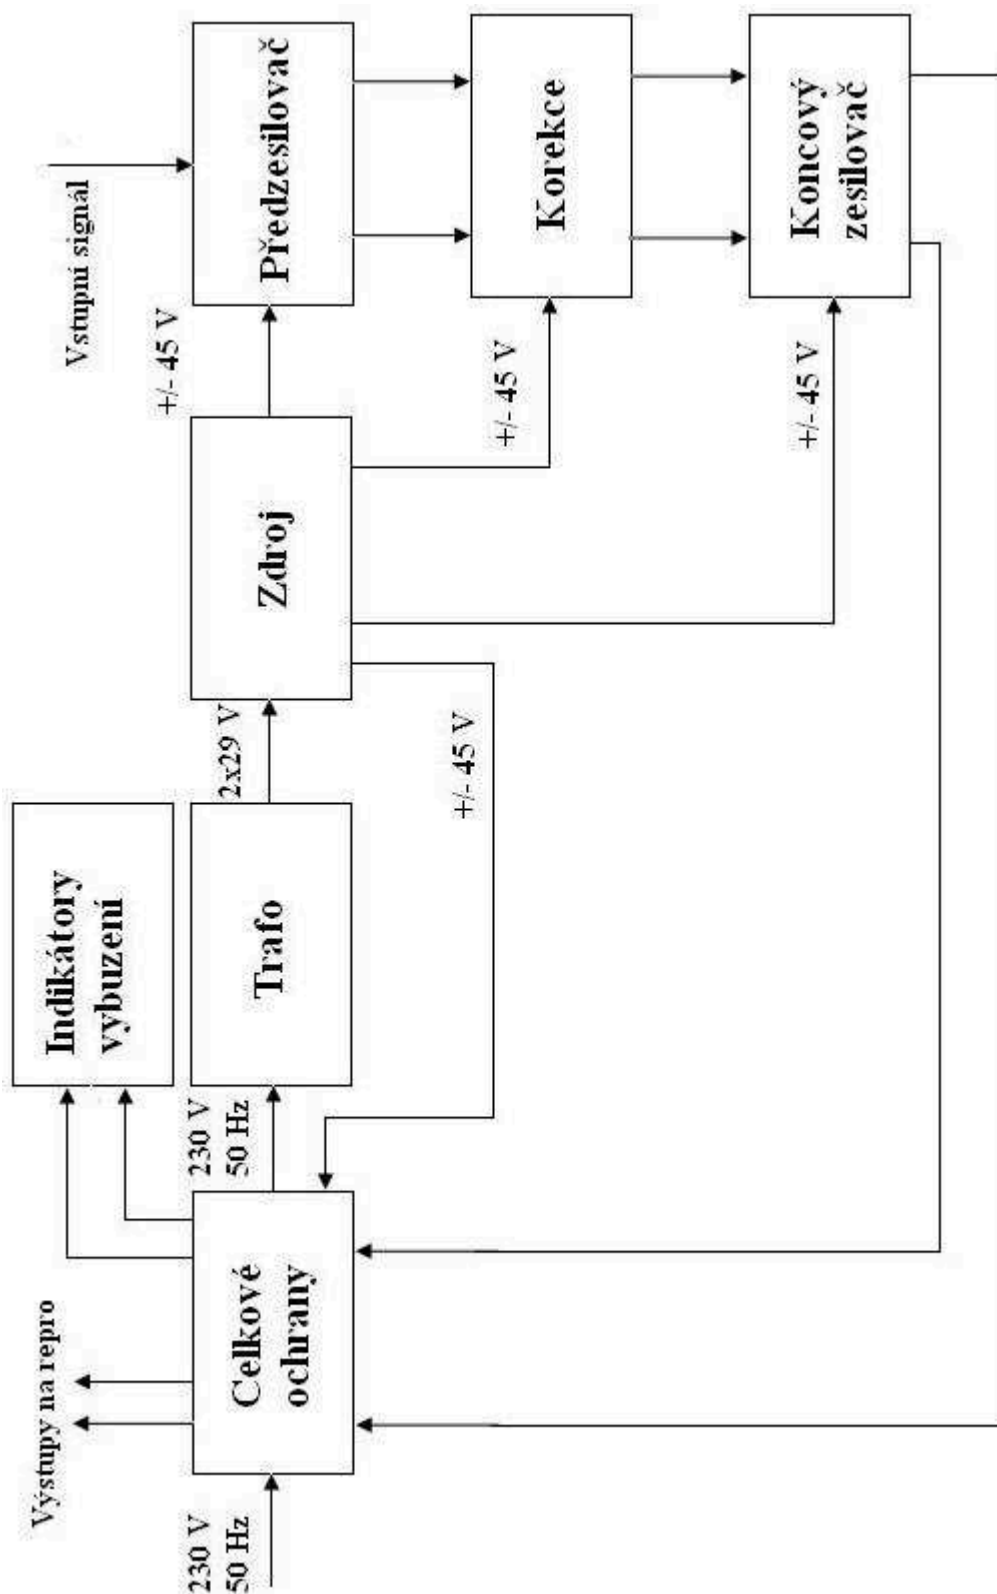 Výstupy na repro
230 V
50 Hz
Celkové
ochrany
230 V
50 Hz
Indikátory
vybuzení
Trafo
2x29 V
+/- 45 V
Zdroj
+/- 45 V
Vstupní signál
Předzesilovač
+/- 45 V
Korekce
+/- 45 V
Koncový
zesilovač